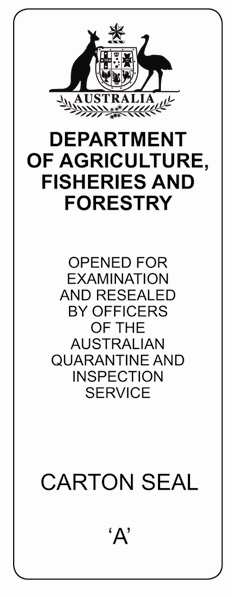 AUSTRALIA
DEPARTMENT
OF AGRICULTURE,
FISHERIES AND
FORESTRY
OPENED FOR
EXAMINATION
AND RESEALED
BY OFFICERS
OF THE
AUSTRALIAN
QUARANTINE AND
INSPECTION
SERVICE
CARTON SEAL
‘A’